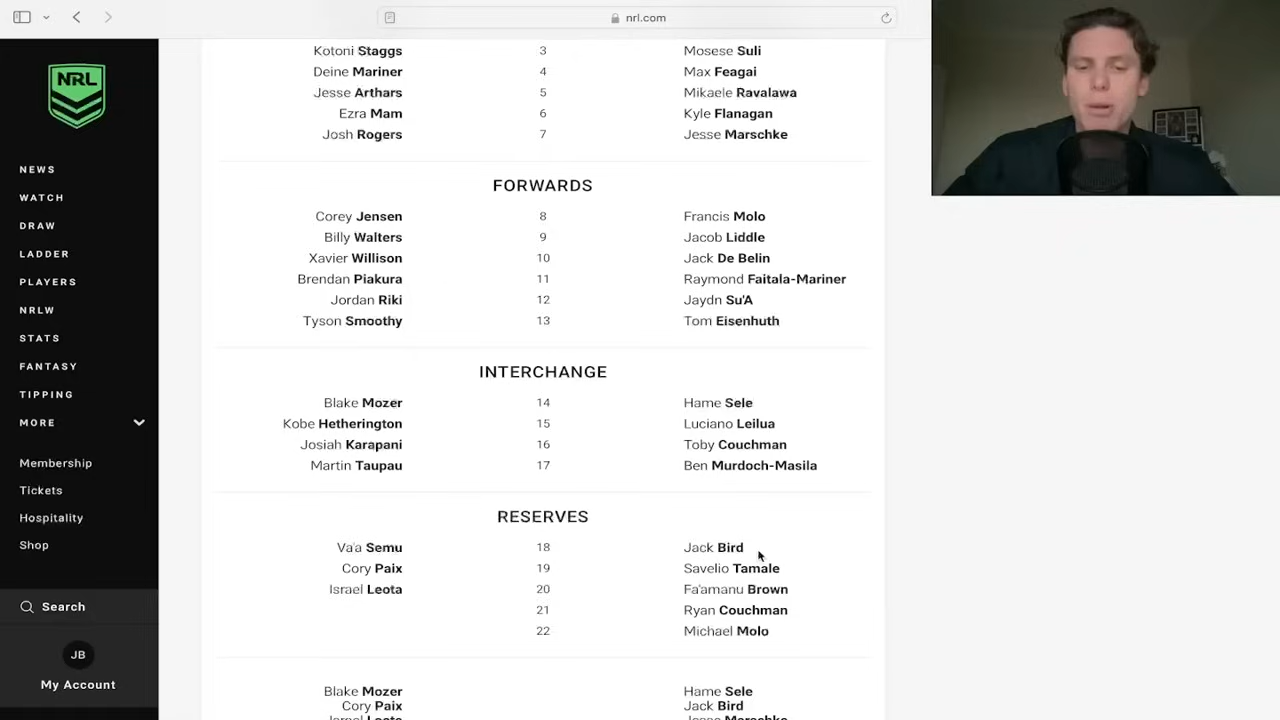 nrl.com
NRL
NEWS
WATCH
DRAW
LADDER
PLAYERS
NRLW
STATS
FANTASY
TIPPING
MORE
Membership
Tickets
Hospitality
Shop
Search
JB
My Account
Kotoni Staggs 3 Mosese Suli
Deine Mariner 4 Max Feagai
Jesse Arthars 5 Mikaele Ravalawa
Ezra Mam 6 Kyle Flanagan
Josh Rogers 7 Jesse Marschke
FORWARDS
Corey Jensen 8 Francis Molo
Billy Walters 9 Jacob Liddle
Xavier Willison 10 Jack De Belin
Brendan Piakura 11 Raymond Faitala-Mariner
Jordan Riki 12 Jaydn Su'A
Tyson Smoothy 13 Tom Eisenhuth
INTERCHANGE
Blake Mozer 14 Hame Sele
Kobe Hetherington 15 Luciano Leilua
Josiah Karapani 16 Toby Couchman
Martin Taupau 17 Ben Murdoch-Masila
RESERVES
Va'a Semu 18 Jack Bird
Cory Paix 19 Savelio Tamale
Israel Leota 20 Fa'amanu Brown
21 Ryan Couchman
22 Michael Molo
Blake Mozer Hame Sele
Cory Paix Jack Bird
Israel Leota Jesse Marschke